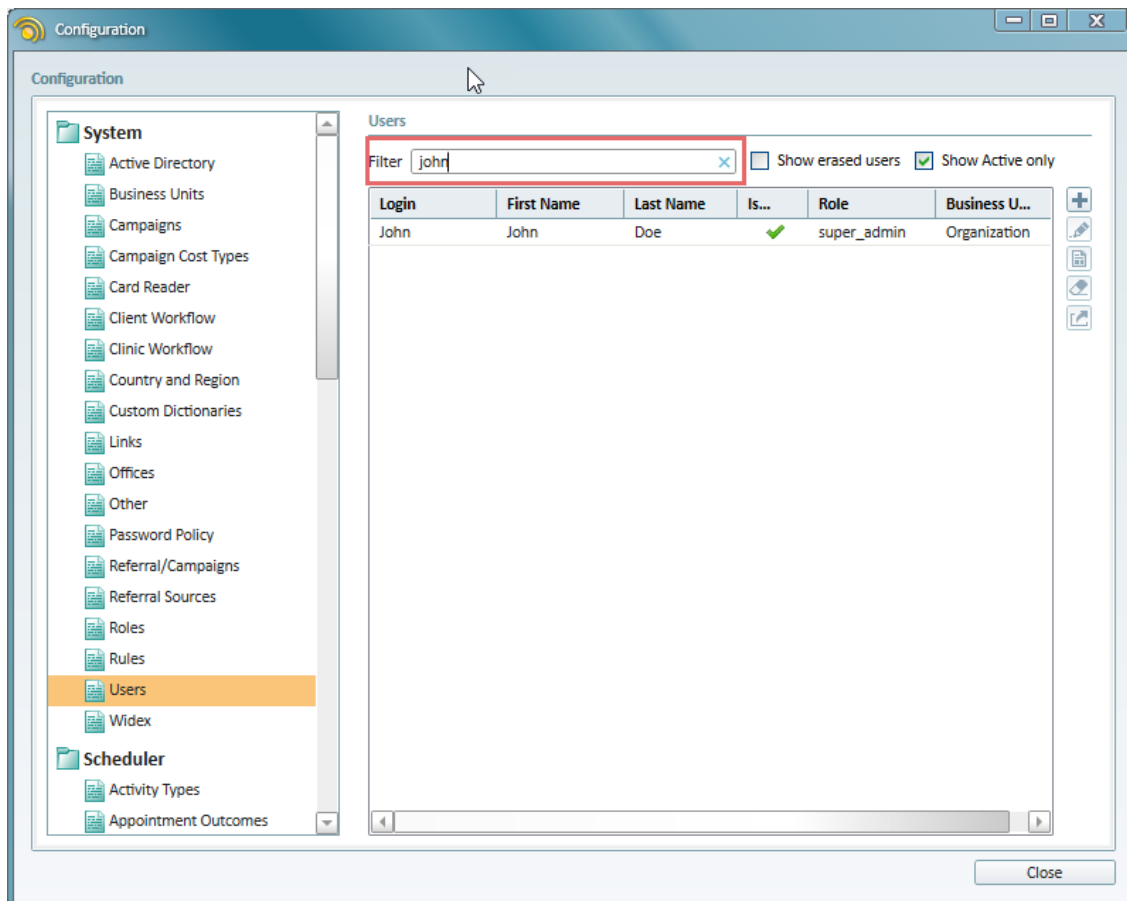 Configuration
Configuration
System
Active Directory
Business Units
Campaigns
Campaign Cost Types
Card Reader
Client Workflow
Clinic Workflow
Country and Region
Custom Dictionaries
Links
Offices
Other
Password Policy
Referral/Campaigns
Referral Sources
Roles
Rules
Users
Widex
Scheduler
Activity Types
Appointment Outcomes
Users
Filter john Show erased users Show Active only
Login First Name Last Name Is... Role Business U...
John John Doe super_admin Organization
Close